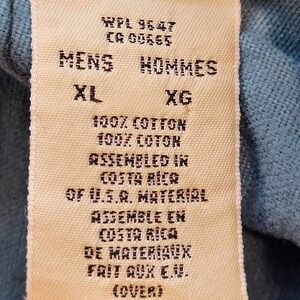 WPL 9647
CA 00665
MENS HOMMES
XL XG
100% COTTON
100% COTON
ASSEMBLED IN
COSTA RICA
OF U.S.A. MATERIAL
ASSEMBLE EN
COSTA RICA
DE MATERIAUX
FAIT AUX E.U.
(OVER)